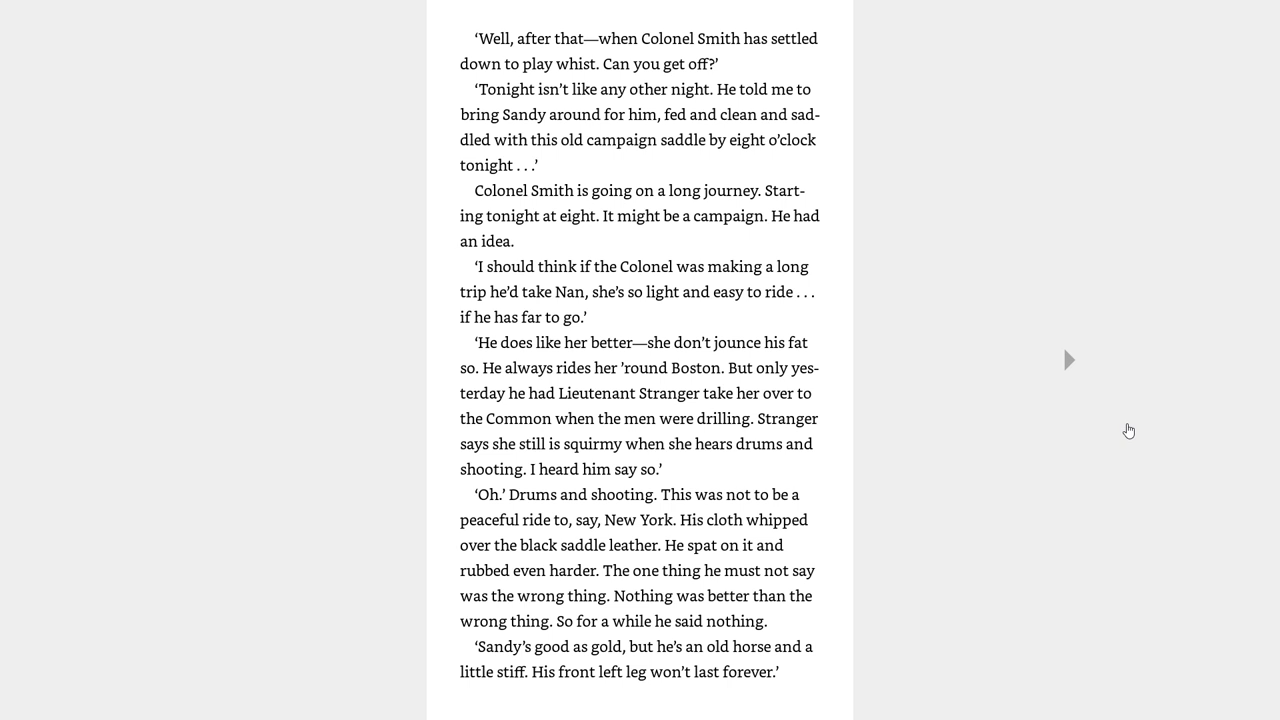 ‘Well, after that—when Colonel Smith has settled
down to play whist. Can you get off?’
‘Tonight isn’t like any other night. He told me to
bring Sandy around for him, fed and clean and sad-
dled with this old campaign saddle by eight o’clock
tonight . . .’
Colonel Smith is going on a long journey. Start-
ing tonight at eight. It might be a campaign. He had
an idea.
‘I should think if the Colonel was making a long
trip he’d take Nan, she’s so light and easy to ride . . .
if he has far to go.’
‘He does like her better—she don’t jounce his fat
so. He always rides her ’round Boston. But only yes-
terday he had Lieutenant Stranger take her over to
the Common when the men were drilling. Stranger
says she still is squirmy when she hears drums and
shooting. I heard him say so.’
‘Oh.’ Drums and shooting. This was not to be a
peaceful ride to, say, New York. His cloth whipped
over the black saddle leather. He spat on it and
rubbed even harder. The one thing he must not say
was the wrong thing. Nothing was better than the
wrong thing. So for a while he said nothing.
‘Sandy’s good as gold, but he’s an old horse and a
little stiff. His front left leg won’t last forever.’